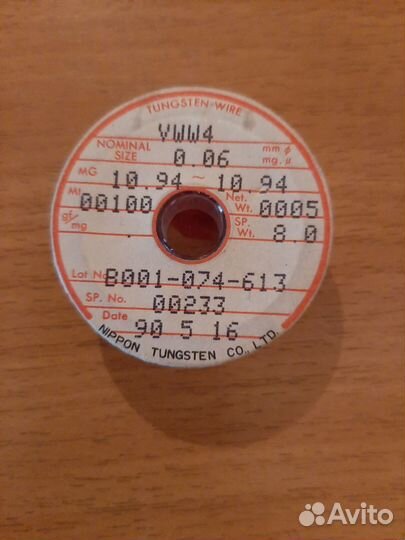 TUNGSTEN WIRE
VWW4
NOMINAL SIZE 0.06 mm φ mg. μ
MG 10.94 ~ 10.94
Mt. 00100 Net. Wt. 0005
gf/mg . SP. Wt. 8.0
Lot No. B001-074-613
SP. No. 00233
Date 90 5 16
NIPPON TUNGSTEN CO., LTD.
Avito